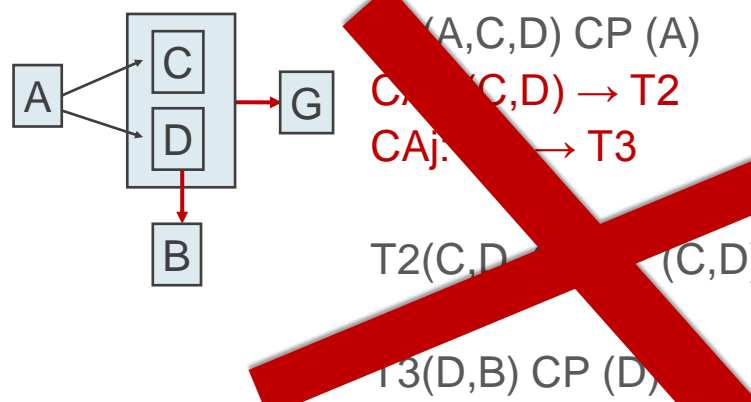 A
C
D
G
B
(A,C,D) CP (A)
C,D) → T2
CAj: → T3
T2(C,D (C,D)
T3(D,B) CP (D)